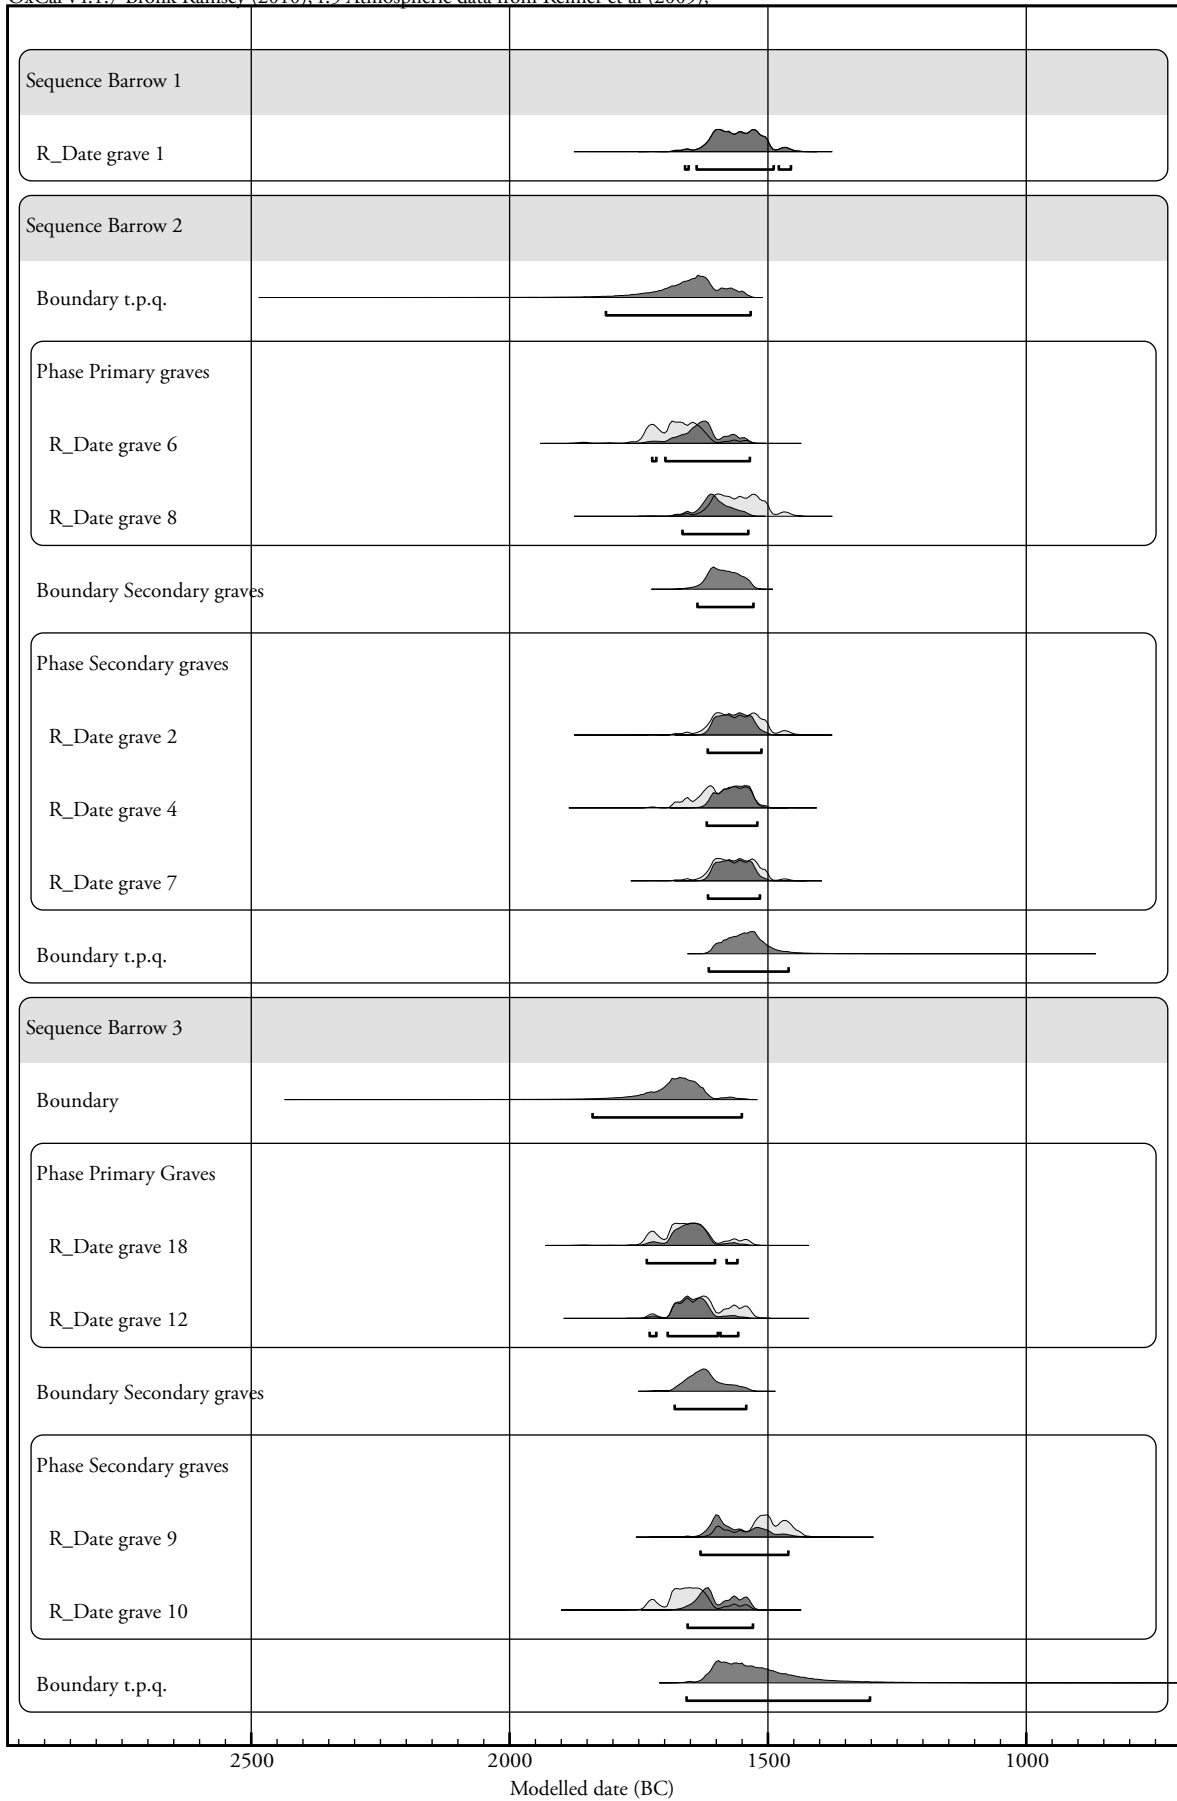 Sequence Barrow 1
R_Date grave 1
Sequence Barrow 2
Boundary t.p.q.
Phase Primary graves
R_Date grave 6
R_Date grave 8
Boundary Secondary graves
Phase Secondary graves
R_Date grave 2
R_Date grave 4
R_Date grave 7
Boundary t.p.q.
Sequence Barrow 3
Boundary
Phase Primary Graves
R_Date grave 18
R_Date grave 12
Boundary Secondary graves
Phase Secondary graves
R_Date grave 9
R_Date grave 10
Boundary t.p.q.
2500 2000 1500 1000
Modelled date (BC)